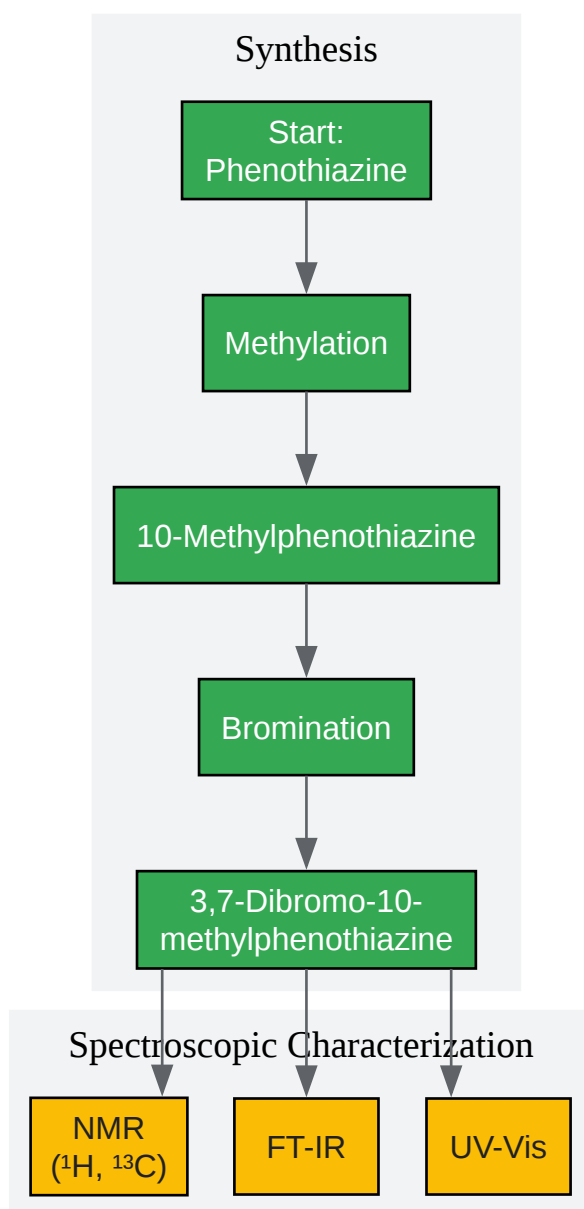 Synthesis
Start:
Phenothiazine
Methylation
10-Methylphenothiazine
Bromination
3,7-Dibromo-10-
methylphenothiazine
Spectroscopic Characterization
NMR
(¹H, ¹³C)
FT-IR
UV-Vis